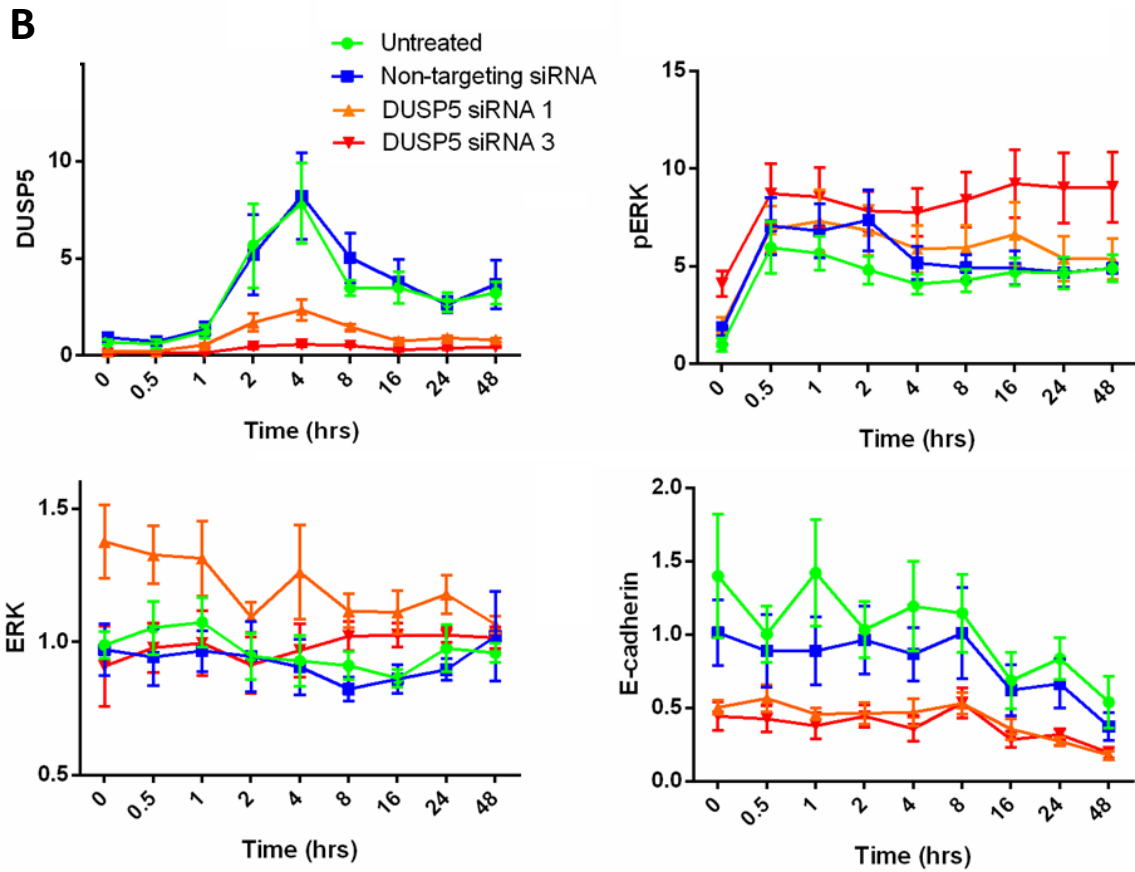 B
Untreated
Non-targeting siRNA
DUSP5 siRNA 1
DUSP5 siRNA 3
DUSP5
10
5
0
0 0.5 1 2 4 8 16 24 48
Time (hrs)
pERK
15
10
5
0
0 0.5 1 2 4 8 16 24 48
Time (hrs)
ERK
1.5
1.0
0.5
0 0.5 1 2 4 8 16 24 48
Time (hrs)
E-cadherin
2.0
1.5
1.0
0.5
0.0
0 0.5 1 2 4 8 16 24 48
Time (hrs)